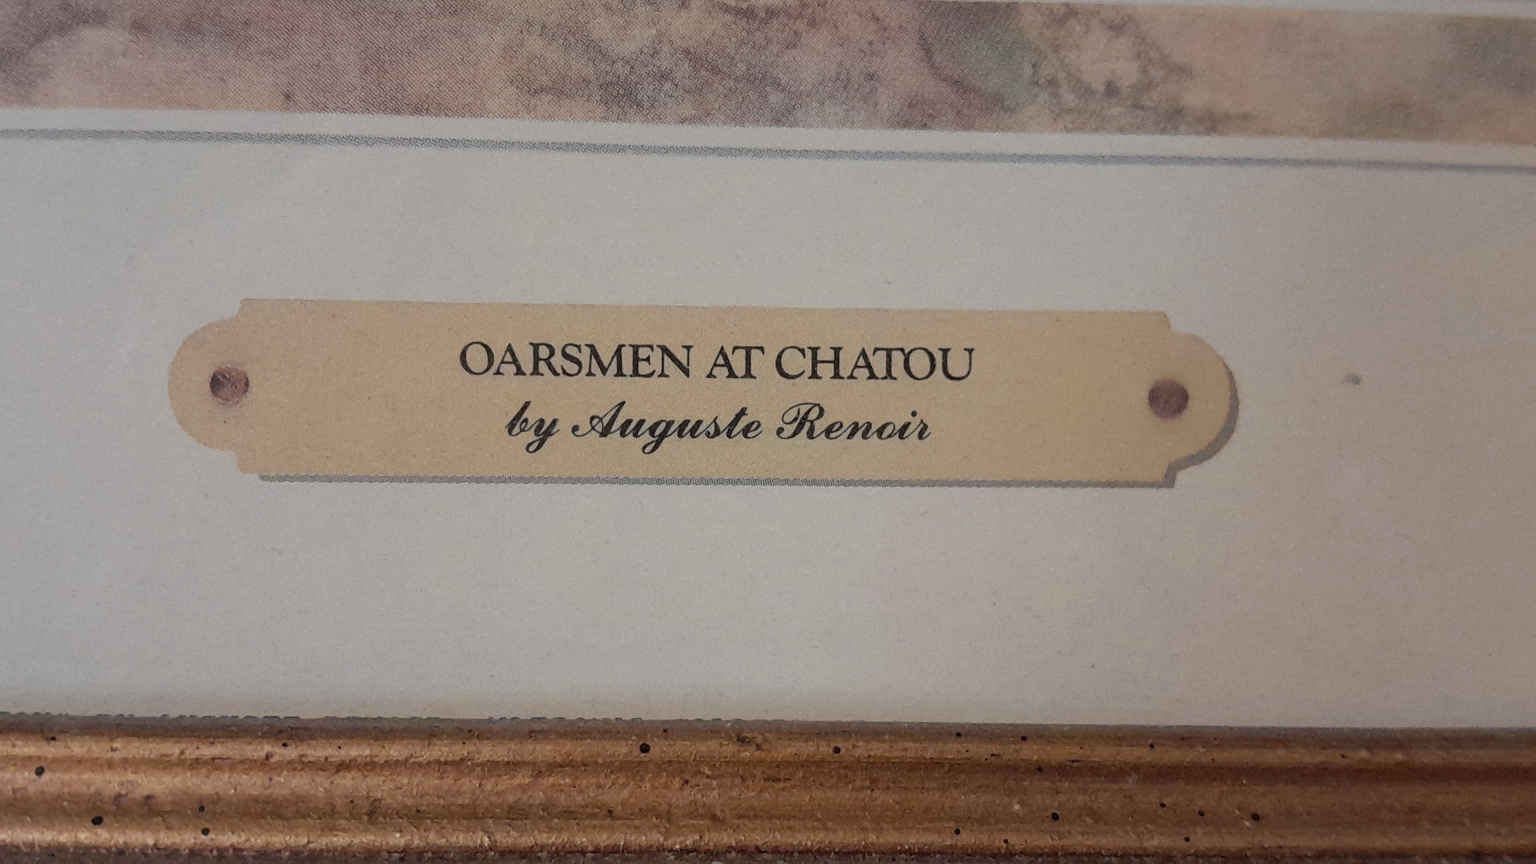 OARSMEN AT CHATOU
by Auguste Renoir